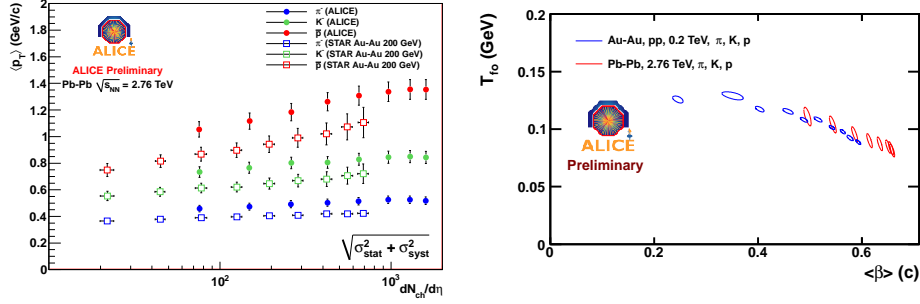 ⟨p_T⟩ (GeV/c)
2
1.8
1.6
1.4
1.2
1
0.8
0.6
0.4
0.2
0
ALICE
ALICE Preliminary
Pb-Pb √s_NN = 2.76 TeV
π⁻ (ALICE)
K⁻ (ALICE)
p̅ (ALICE)
π⁻ (STAR Au-Au 200 GeV)
K⁻ (STAR Au-Au 200 GeV)
p̅ (STAR Au-Au 200 GeV)
√σ²_stat + σ²_syst
10²
10³
dN_ch/dη
T_fo (GeV)
0.2
0.15
0.1
0.05
0
Au-Au, pp, 0.2 TeV, π, K, p
Pb-Pb, 2.76 TeV, π, K, p
ALICE
Preliminary
0
0.2
0.4
0.6
<β> (c)